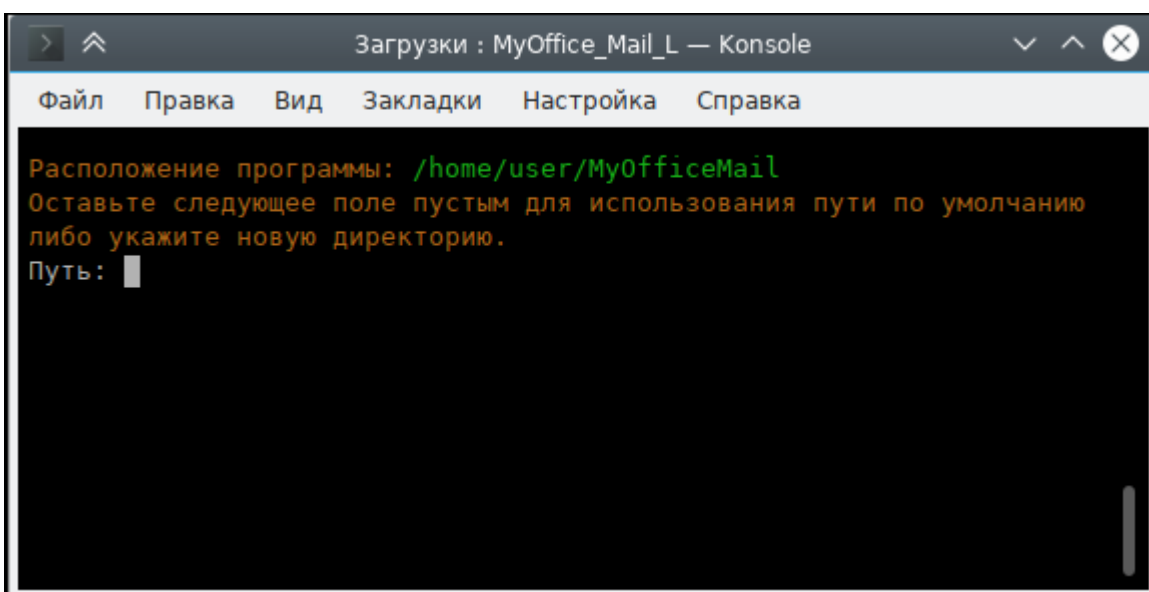 Загрузки : MyOffice_Mail_L — Konsole
Файл Правка Вид Закладки Настройка Справка
Расположение программы: /home/user/MyOfficeMail
Оставьте следующее поле пустым для использования пути по умолчанию
либо укажите новую директорию.
Путь: